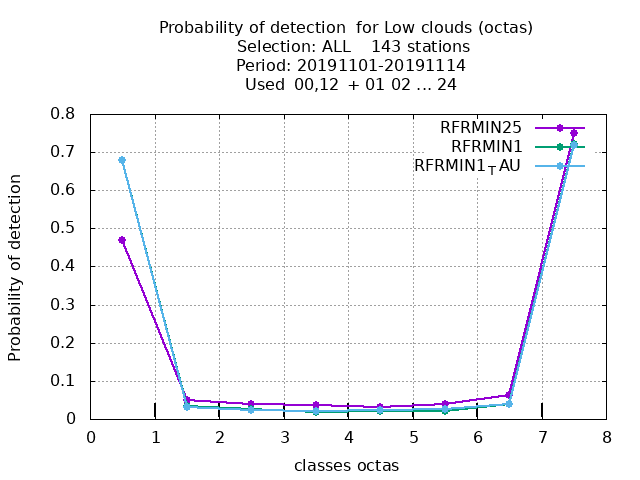 Probability of detection  for Low clouds (octas)
Selection: ALL    143 stations
Period: 20191101-20191114
Used  00,12  + 01 02 ... 24
RFRMIN25
RFRMIN1
RFRMIN1TAU
0.8
0.7
0.6
0.5
0.4
0.3
0.2
0.1
0
Probability of detection
0 1 2 3 4 5 6 7 8
classes octas